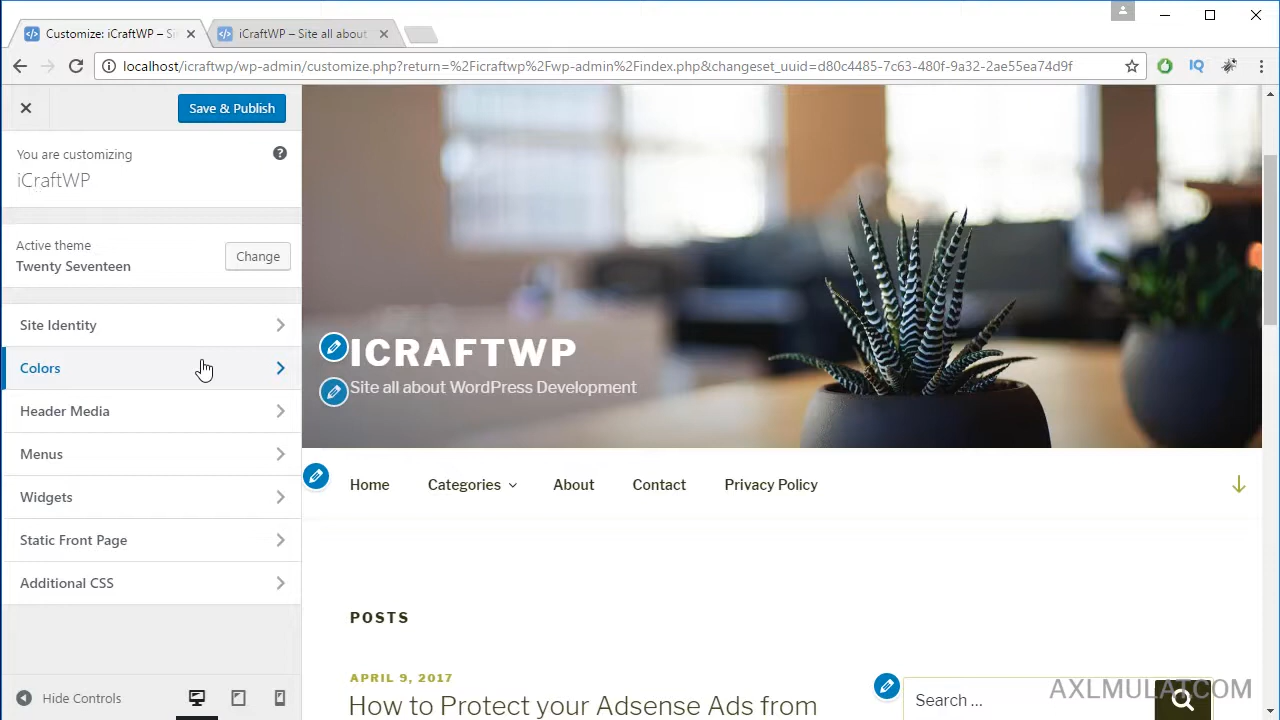 Customize: iCraftWP – Si
iCraftWP – Site all about
localhost/icraftwp/wp-admin/customize.php?return=%2Ficraftwp%2Fwp-admin%2Findex.php&changeset_uuid=d80c4485-7c63-480f-9a32-2ae55ea74d9f
IQ
Save & Publish
You are customizing
iCraftWP
Active theme
Twenty Seventeen
Change
Site Identity
Colors
Header Media
Menus
Widgets
Static Front Page
Additional CSS
Hide Controls
ICRAFTWP
Site all about WordPress Development
Home Categories About Contact Privacy Policy
POSTS
APRIL 9, 2017
How to Protect your Adsense Ads from
Search ...
AXLMULAT.COM